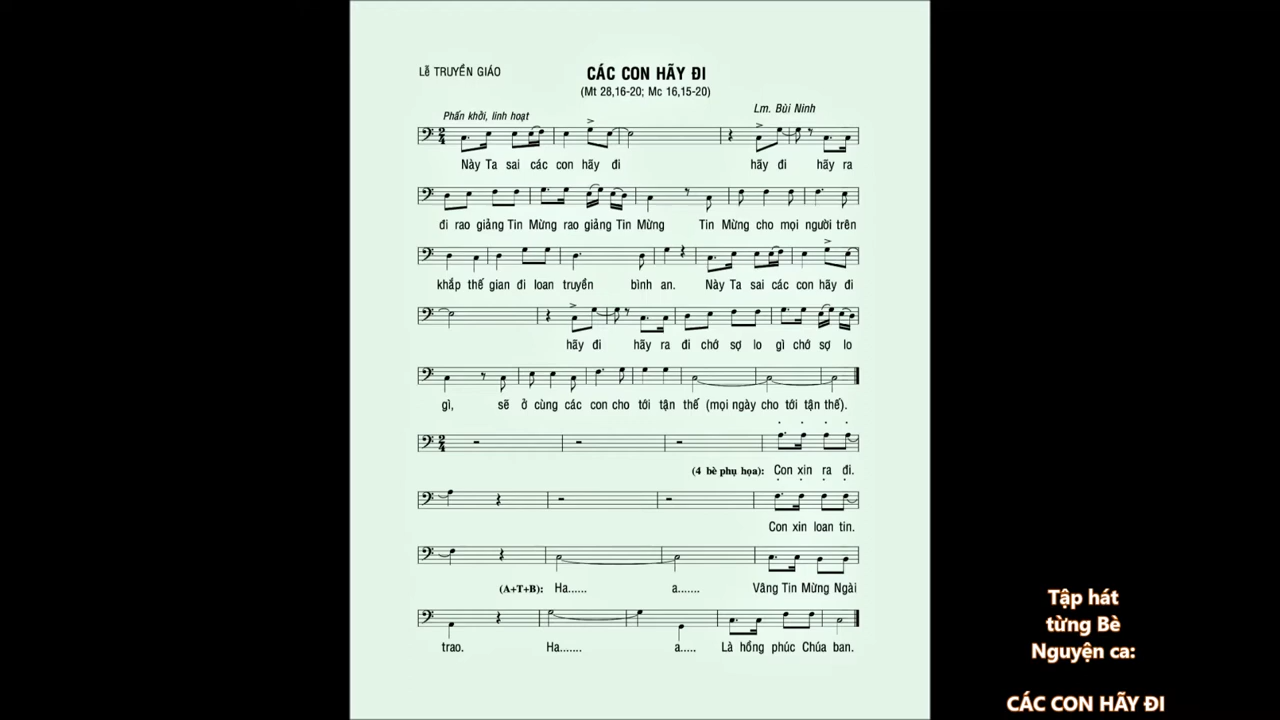 Lễ TRUYỀN GIÁO
CÁC CON HÃY ĐI
(Mt 28,16-20; Mc 16,15-20)
Lm. Bùi Ninh
Phấn khởi, linh hoạt
Này Ta sai các con hãy đi hãy đi hãy ra
đi rao giảng Tin Mừng rao giảng Tin Mừng Tin Mừng cho mọi người trên
khắp thế gian đi loan truyền bình an. Này Ta sai các con hãy đi
hãy đi hãy ra đi chớ sợ lo gì chớ sợ lo
gì, sẽ ở cùng các con cho tới tận thế (mọi ngày cho tới tận thế).
(4 bè phụ họa): Con xin ra đi.
Con xin loan tin.
(A+T+B): Ha...... a....... Vâng Tin Mừng Ngài
trao. Ha....... a..... Là hồng phúc Chúa ban.
Tập hát
từng Bè
Nguyện ca:
CÁC CON HÃY ĐI